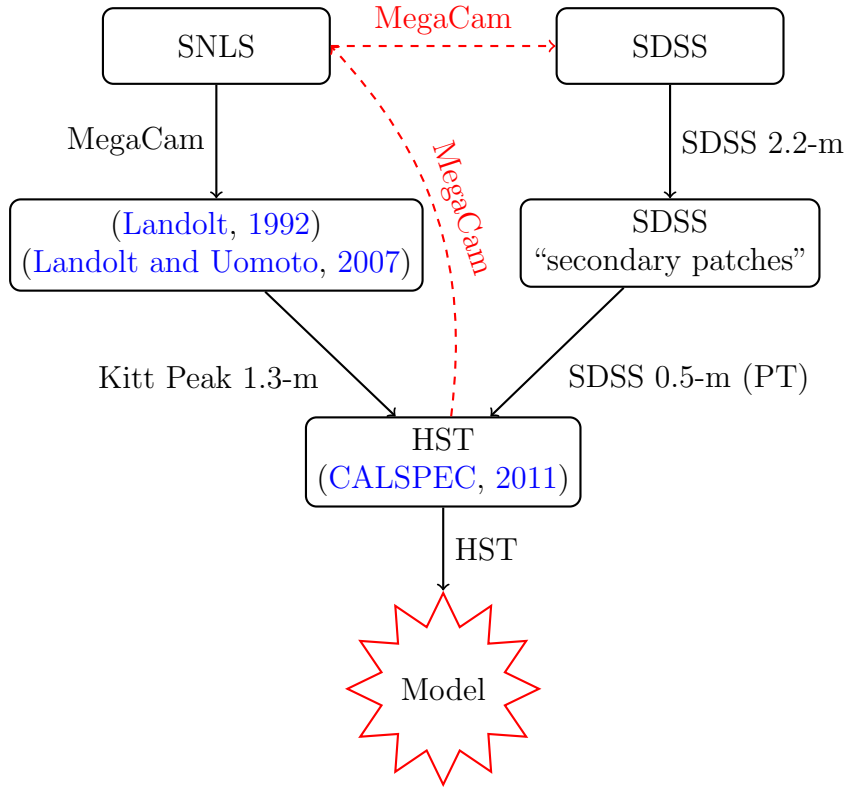 MegaCam
SNLS
SDSS
MegaCam
SDSS 2.2-m
MegaCam
(Landolt, 1992)
(Landolt and Uomoto, 2007)
SDSS
“secondary patches”
Kitt Peak 1.3-m
SDSS 0.5-m (PT)
HST
(CALSPEC, 2011)
HST
Model